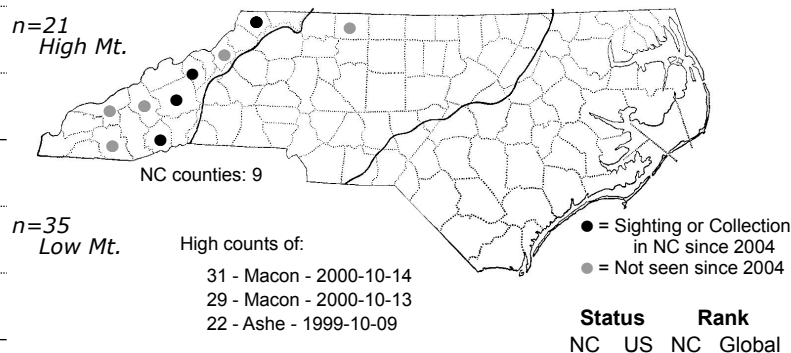 n=21
High Mt.
NC counties: 9
n=35
Low Mt.
High counts of:
31 - Macon - 2000-10-14
29 - Macon - 2000-10-13
22 - Ashe - 1999-10-09
= Sighting or Collection
in NC since 2004
= Not seen since 2004
Status Rank
NC US NC Global